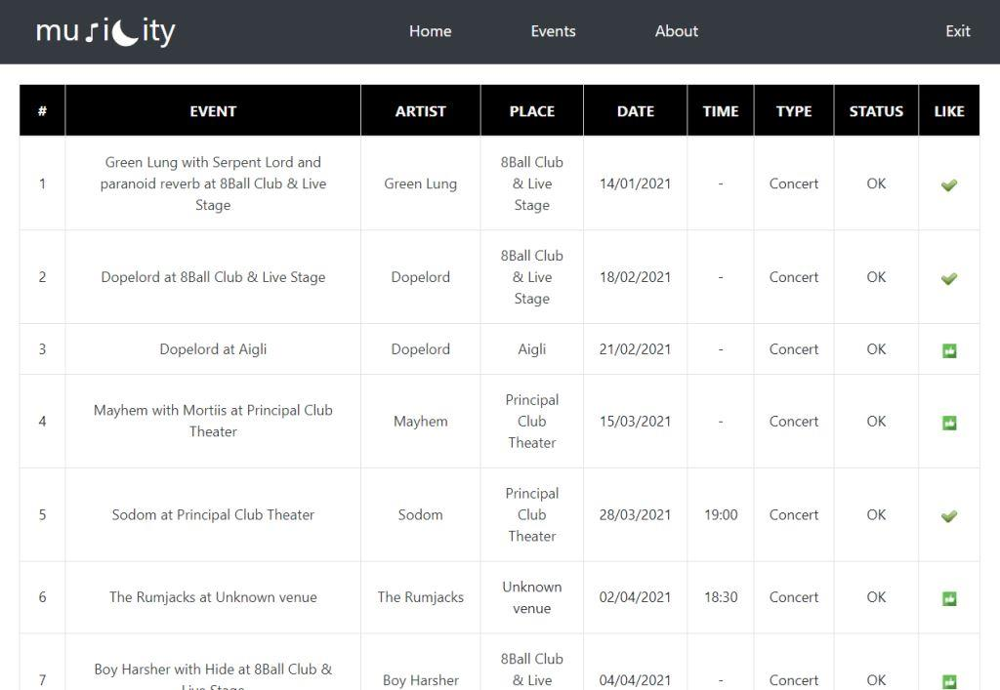 mu ic ity
Home Events About Exit
# EVENT ARTIST PLACE DATE TIME TYPE STATUS LIKE
Green Lung with Serpent Lord and 8Ball Club
1 paranoid reverb at 8Ball Club & Live Green Lung & Live 14/01/2021 - Concert OK
Stage Stage
8Ball Club
2 Dopelord at 8Ball Club & Live Stage Dopelord & Live 18/02/2021 - Concert OK
Stage
3 Dopelord at Aigli Dopelord Aigli 21/02/2021 - Concert OK
Principal
4 Mayhem with Mortiis at Principal Club Theater Mayhem Club 15/03/2021 - Concert OK
Theater
Principal
5 Sodom at Principal Club Theater Sodom Club 28/03/2021 19:00 Concert OK
Theater
6 The Rumjacks at Unknown venue The Rumjacks Unknown 02/04/2021 18:30 Concert OK
venue
8Ball Club
7 Boy Harsher with Hide at 8Ball Club & Boy Harsher & Live 04/04/2021 - Concert OK
Live Stage